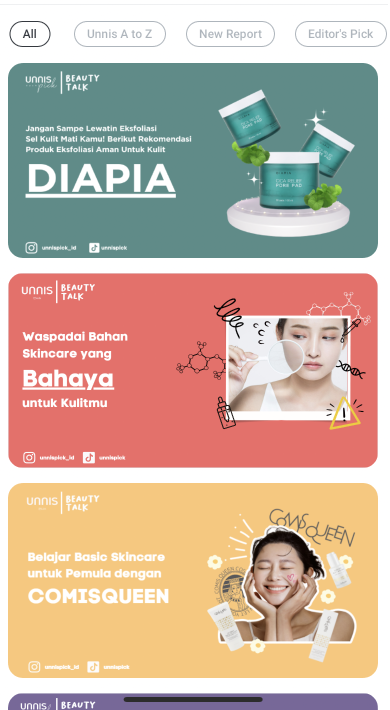 All
Unnis A to Z
New Report
Editor's Pick
UNNIS
pick
BEAUTY
TALK
Jangan Sampe Lewatin Eksfoliasi
Sel Kulit Mati Kamu! Berikut Rekomendasi
Produk Eksfoliasi Aman Untuk Kulit
DIAPIA
PORE PAD
unnispick_id
unnispick
UNNIS
BEAUTY
TALK
Waspadai Bahan
Skincare yang
Bahaya
untuk Kulitmu
unnispick_id
unnispick
UNNIS
BEAUTY
TALK
COMISQUEEN
Belajar Basic Skincare
untuk Pemula dengan
COMISQUEEN
unnispick_id
unnispick
UNNIS
BEAUTY
TALK